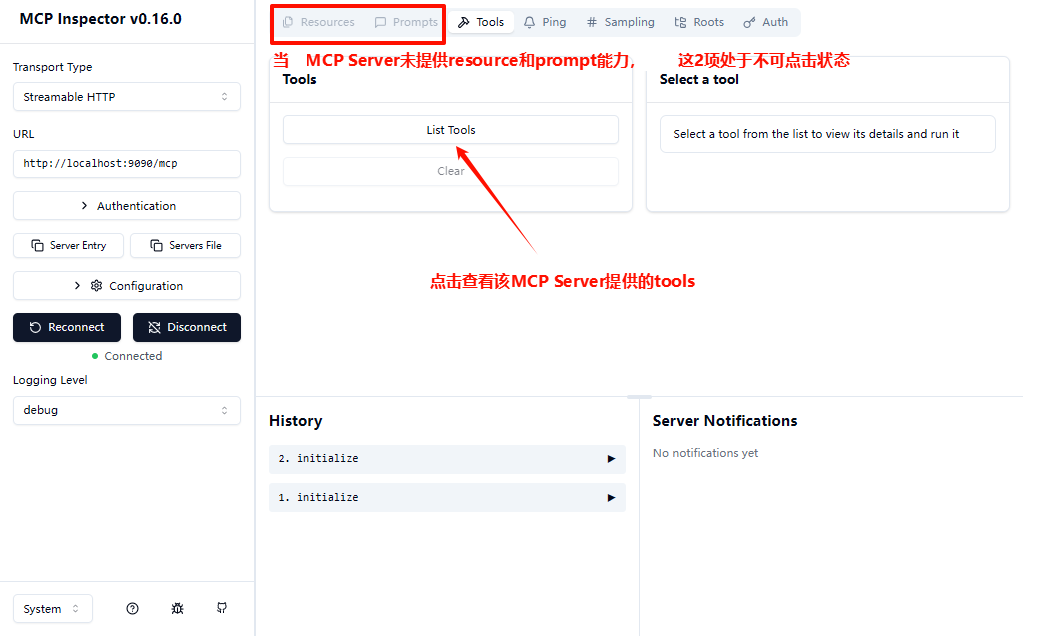 MCP Inspector v0.16.0
Transport Type
Streamable HTTP
URL
http://localhost:9090/mcp
Authentication
Server Entry
Servers File
Configuration
Reconnect
Disconnect
Connected
Logging Level
debug
System
Resources
Prompts
Tools
Ping
Sampling
Roots
Auth
当 MCP Server未提供resource和prompt能力, 这2项处于不可点击状态
Tools
List Tools
Clear
Select a tool
Select a tool from the list to view its details and run it
点击查看该MCP Server提供的tools
History
2. initialize
1. initialize
Server Notifications
No notifications yet